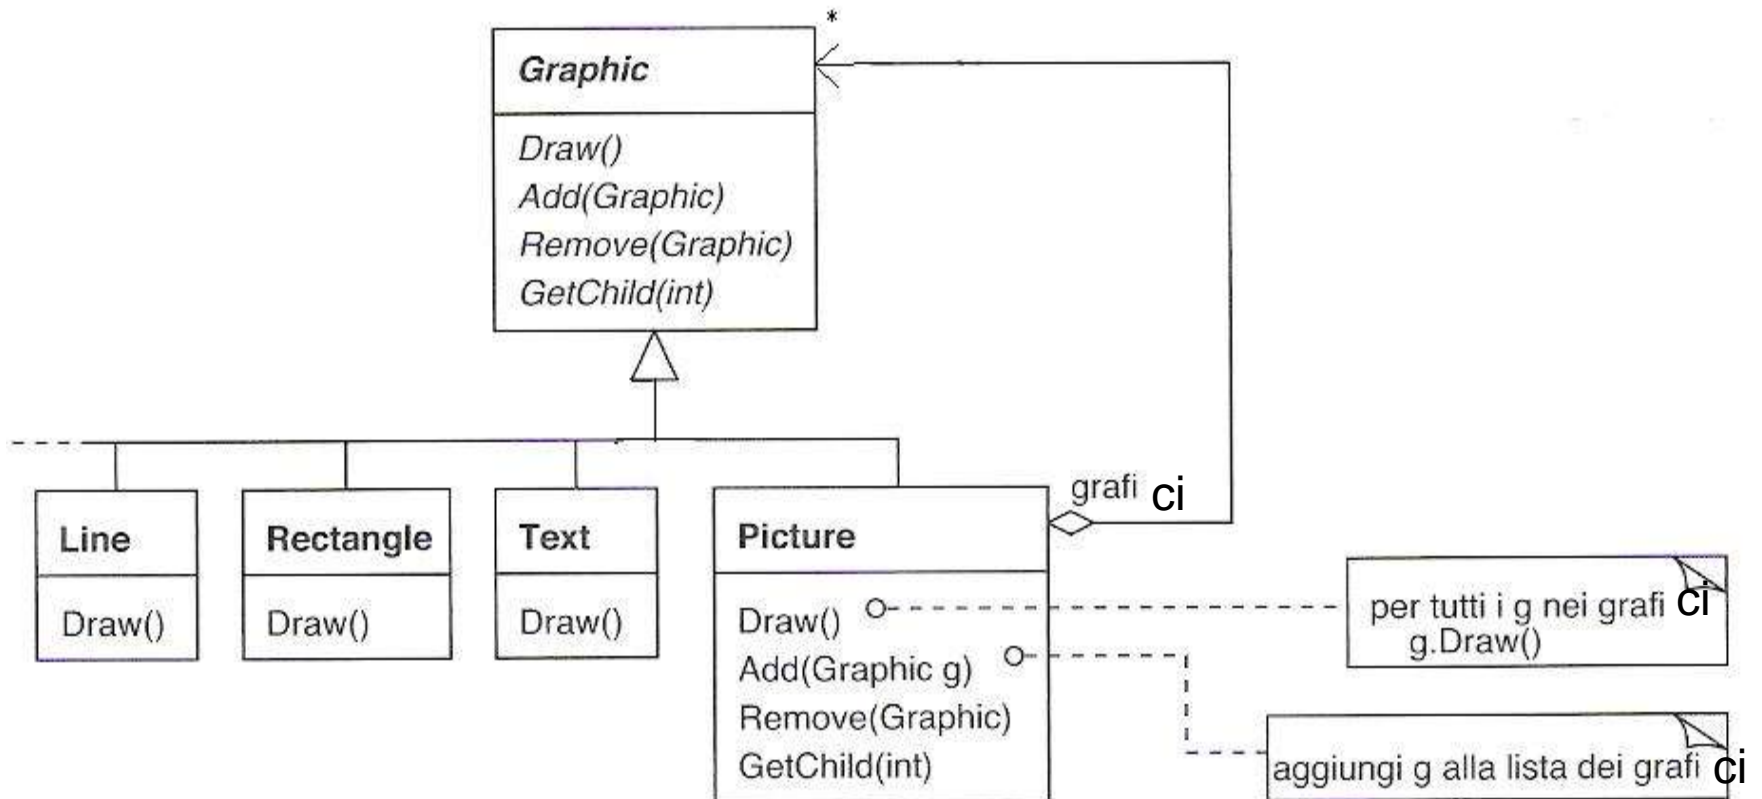 *
Graphic
Draw()
Add(Graphic)
Remove(Graphic)
GetChild(int)
Line
Draw()
Rectangle
Draw()
Text
Draw()
Picture
Draw()
Add(Graphic g)
Remove(Graphic)
GetChild(int)
grafi ci
per tutti i g nei grafi ci
g.Draw()
aggiungi g alla lista dei grafi ci